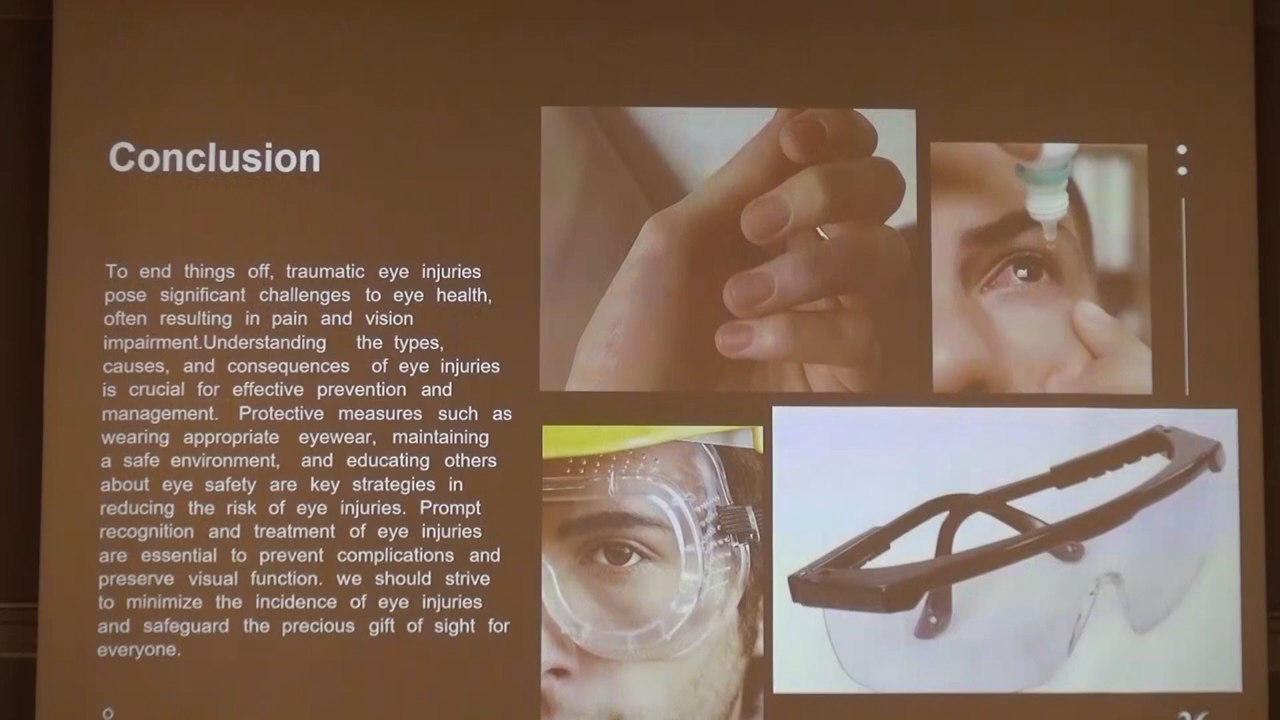 Conclusion
To end things off, traumatic eye injuries
pose significant challenges to eye health,
often resulting in pain and vision
impairment.Understanding the types,
causes, and consequences of eye injuries
is crucial for effective prevention and
management. Protective measures such as
wearing appropriate eyewear, maintaining
a safe environment, and educating others
about eye safety are key strategies in
reducing the risk of eye injuries. Prompt
recognition and treatment of eye injuries
are essential to prevent complications and
preserve visual function. we should strive
to minimize the incidence of eye injuries
and safeguard the precious gift of sight for
everyone.